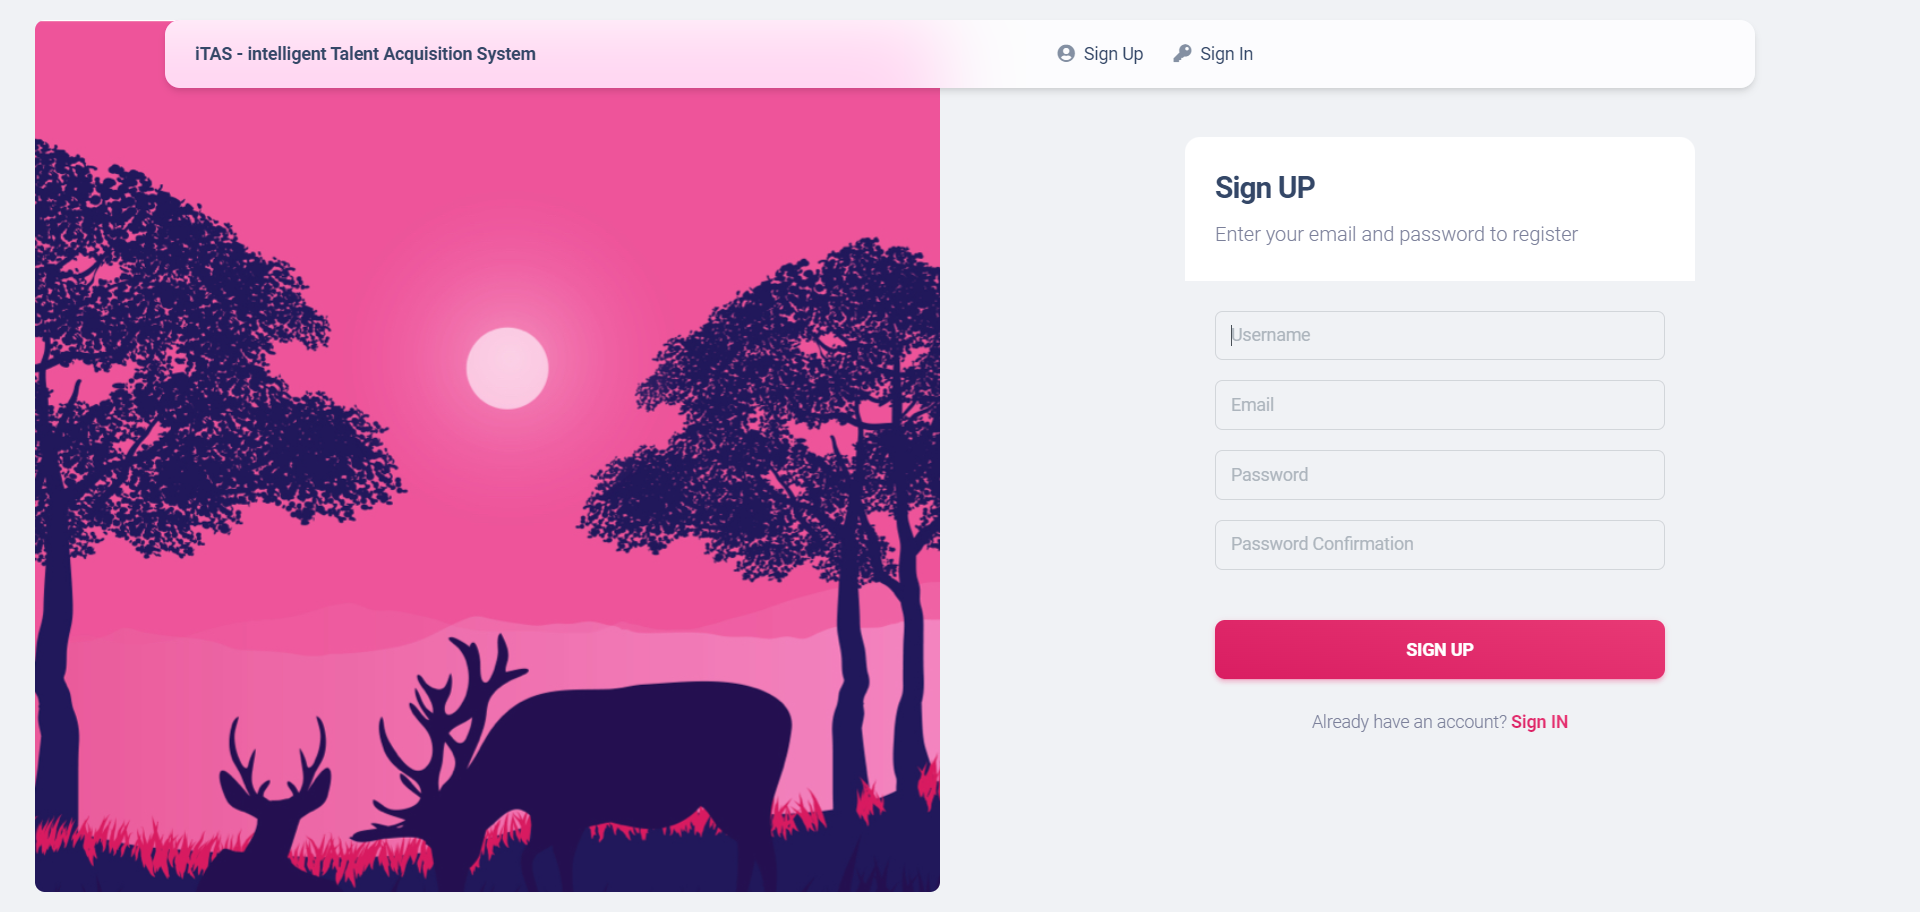 iTAS - intelligent Talent Acquisition System
Sign Up
Sign In
Sign UP
Enter your email and password to register
Username
Email
Password
Password Confirmation
SIGN UP
Already have an account? Sign IN